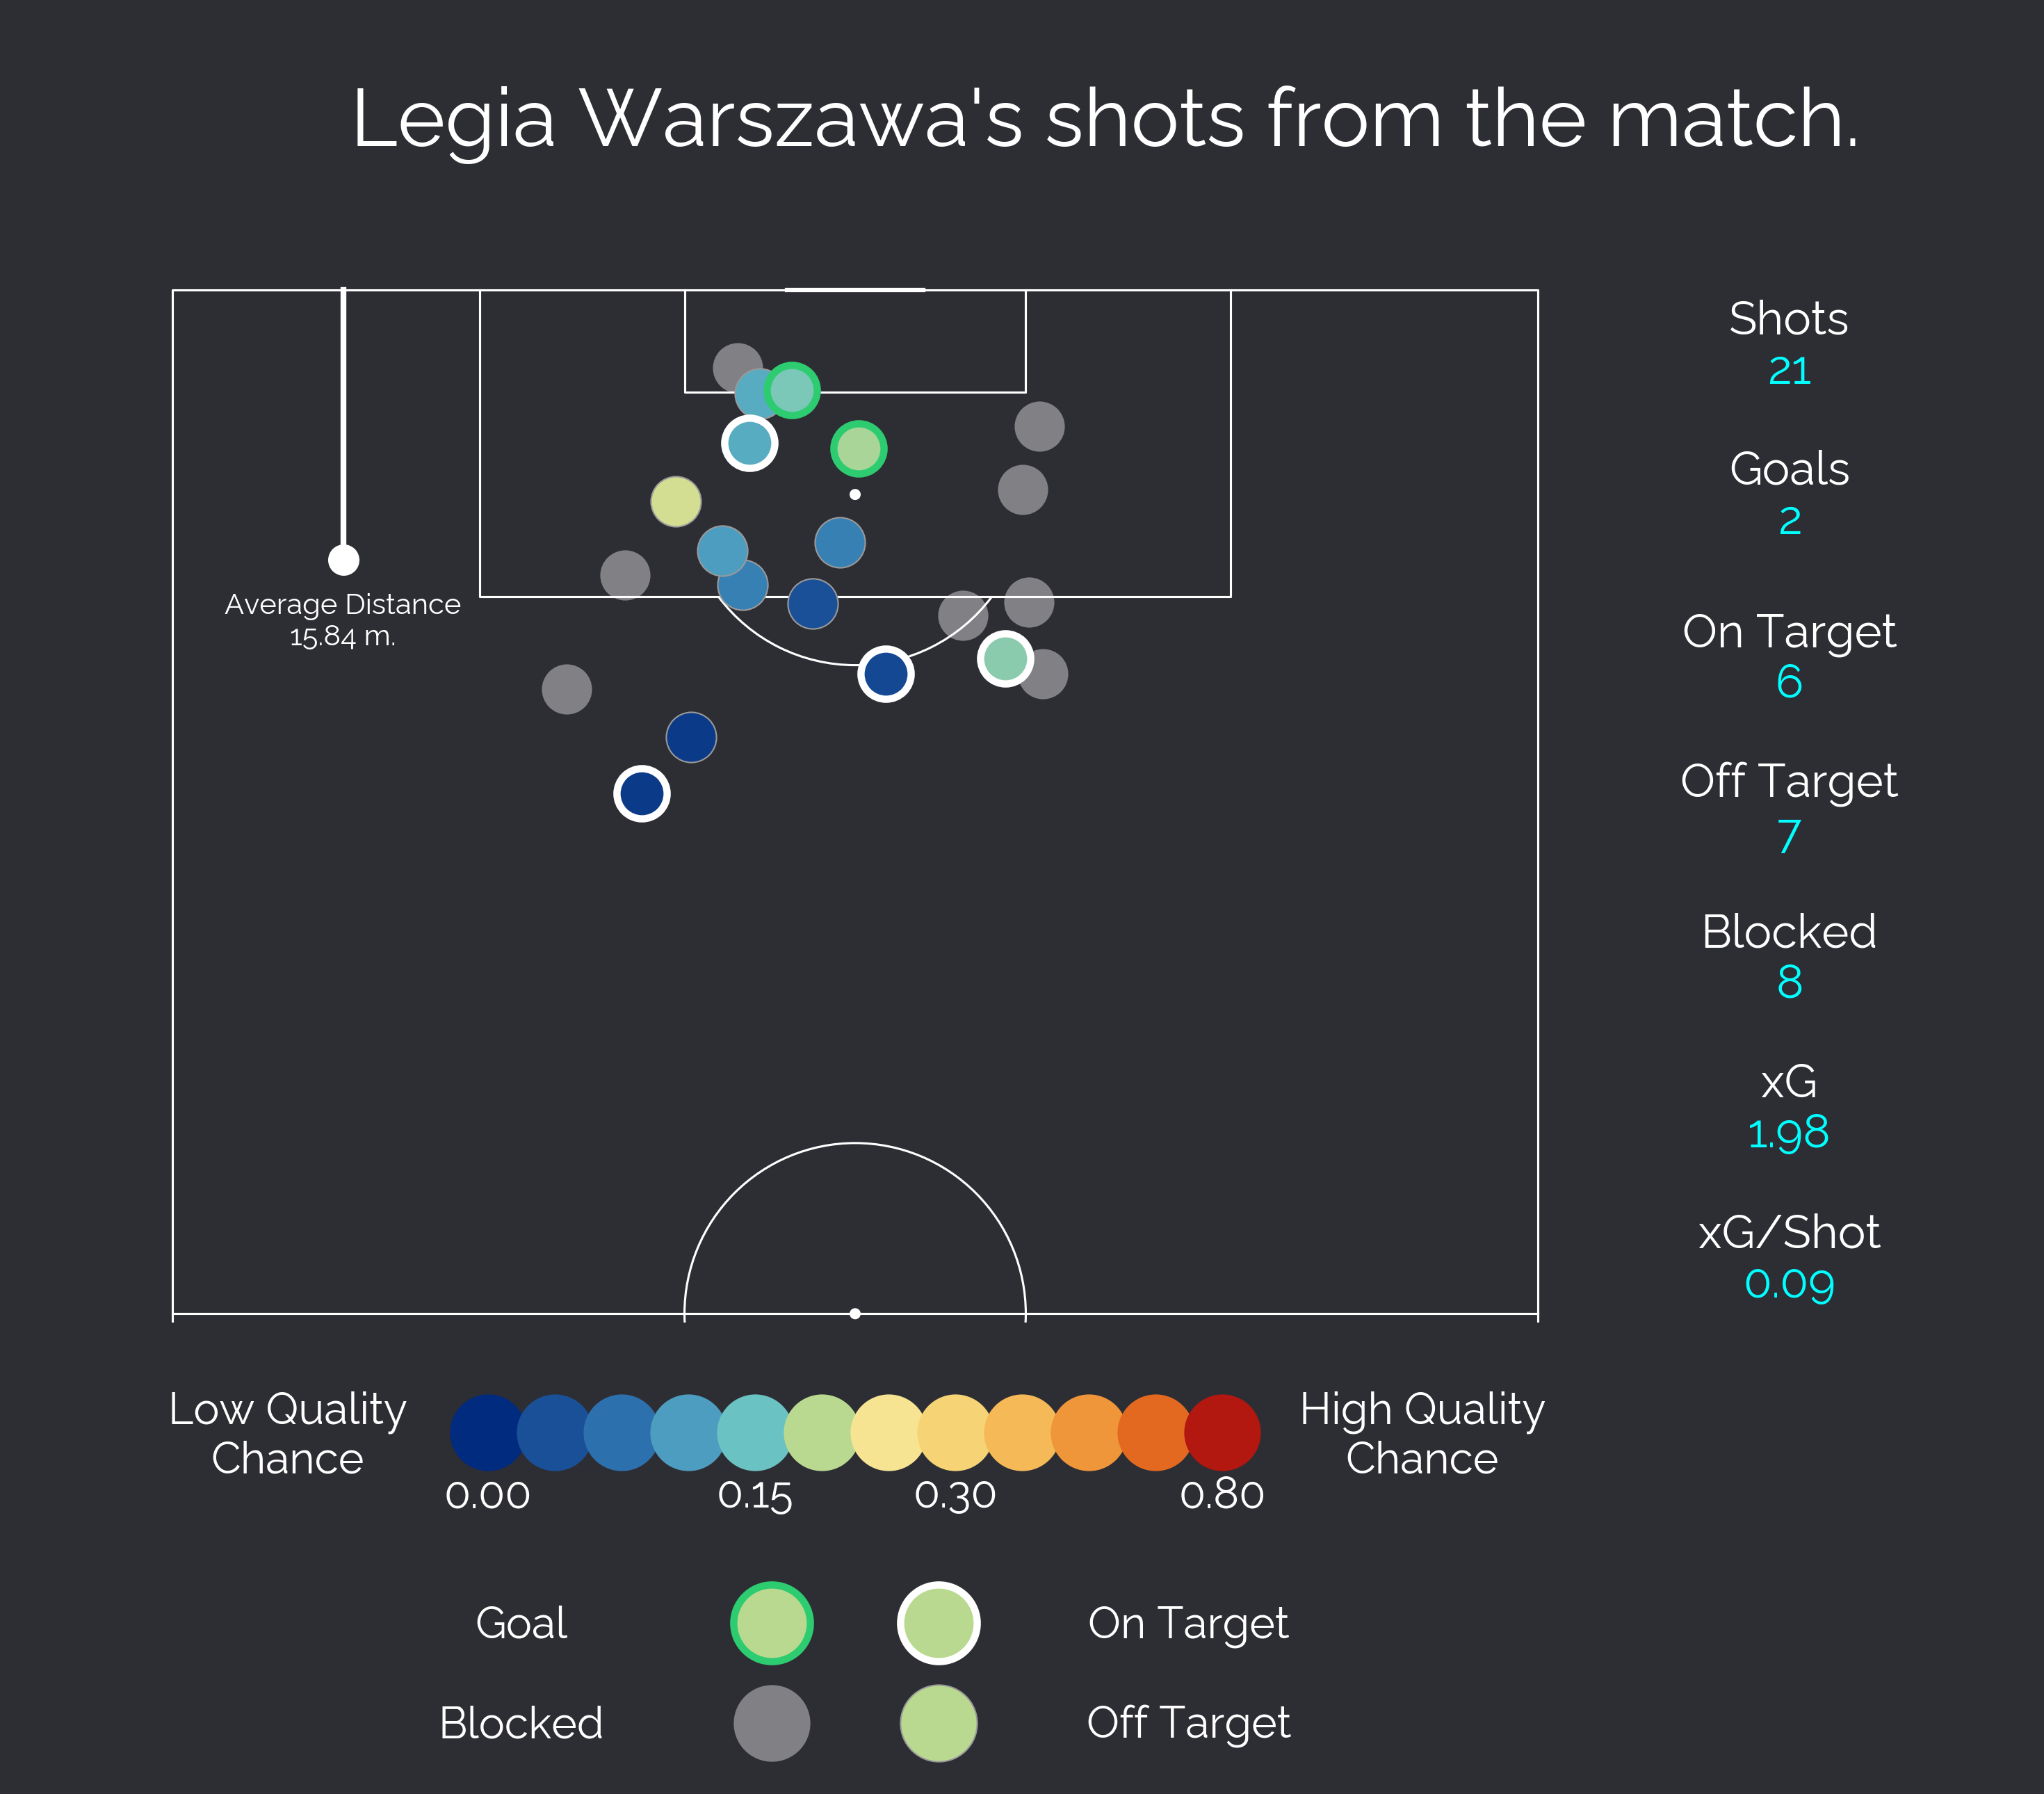 Legia Warszawa's shots from the match.
Average Distance
15.84 m.
Shots
21
Goals
2
On Target
6
Off Target
7
Blocked
8
xG
1.98
xG/Shot
0.09
Low Quality
Chance
0.00
0.15
0.30
0.80
High Quality
Chance
Goal
On Target
Blocked
Off Target